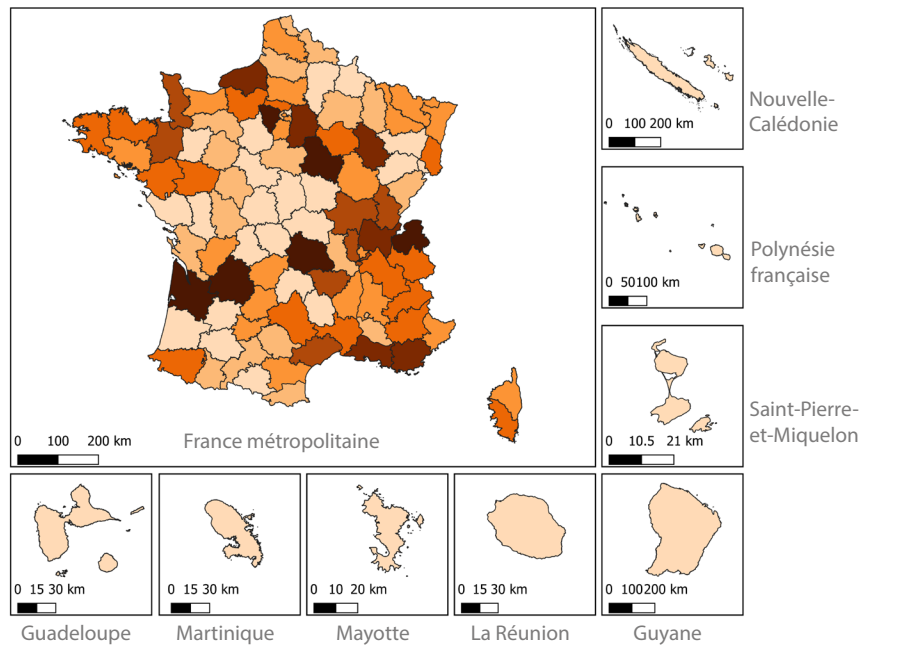 0 100 200 km
Nouvelle-
Calédonie
0 50100 km
Polynésie
française
0 10.5 21 km
Saint-Pierre-
et-Miquelon
0 100 200 km
France métropolitaine
0 15 30 km
0 15 30 km
0 10 20 km
0 15 30 km
0 100200 km
Guadeloupe
Martinique
Mayotte
La Réunion
Guyane